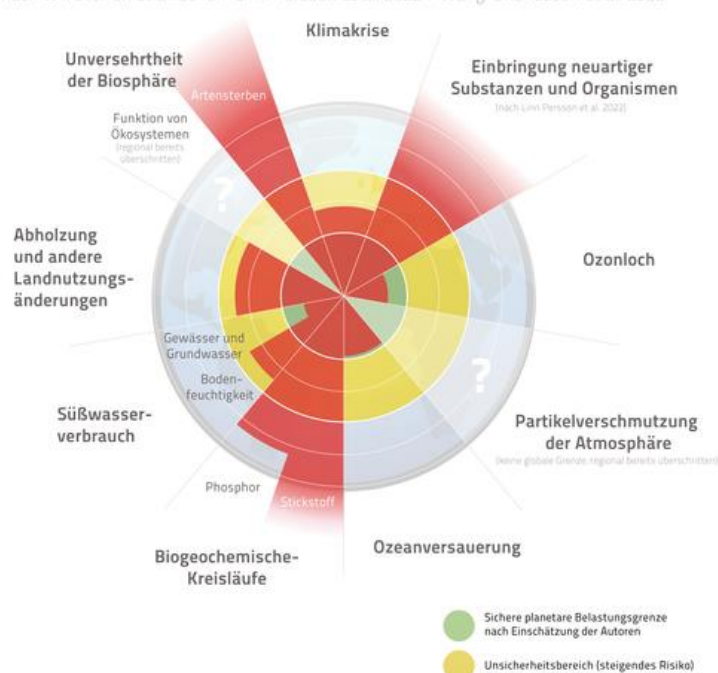 Klimakrise
Unversehrtheit
der Biosphäre
Artensterben
Funktion von
Ökosystemen
(regional bereits
überschritten)
Einbringung neuartiger
Substanzen und Organismen
(nach Linn Persson et al. 2022)
?
Abholzung
und andere
Landnutzungs-
änderungen
Ozonloch
Gewässer und
Grundwasser
Boden-
feuchtigkeit
?
Süßwasser-
verbrauch
Partikelverschmutzung
der Atmosphäre
(keine globale Grenze, regional bereits überschritten)
Phosphor
Stickstoff
Biogeochemische-
Kreisläufe
Ozeanversauerung
Sichere planetare Belastungsgrenze
nach Einschätzung der Autoren
Unsicherheitsbereich (steigendes Risiko)